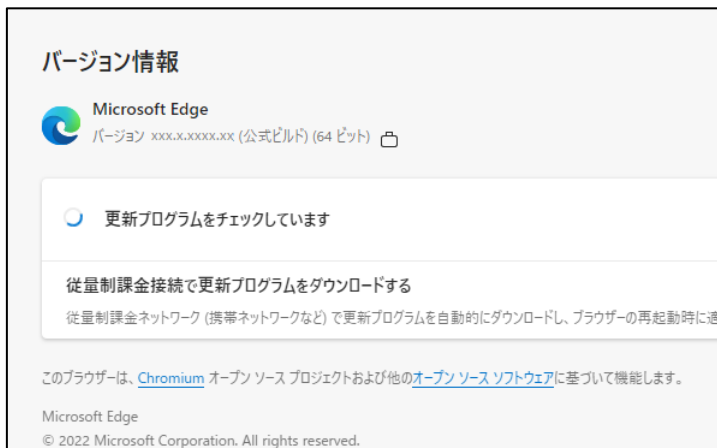 バージョン情報
Microsoft Edge
バージョン xxx.x.xxxx.xx (公式ビルド) (64 ビット)
更新プログラムをチェックしています
従量制課金接続で更新プログラムをダウンロードする
従量制課金ネットワーク (携帯ネットワークなど) で更新プログラムを自動的にダウンロードし、ブラウザーの再起動時に適
このブラウザーは、Chromium オープン ソース プロジェクトおよび他のオープン ソース ソフトウェアに基づいて機能します。
Microsoft Edge
© 2022 Microsoft Corporation. All rights reserved.